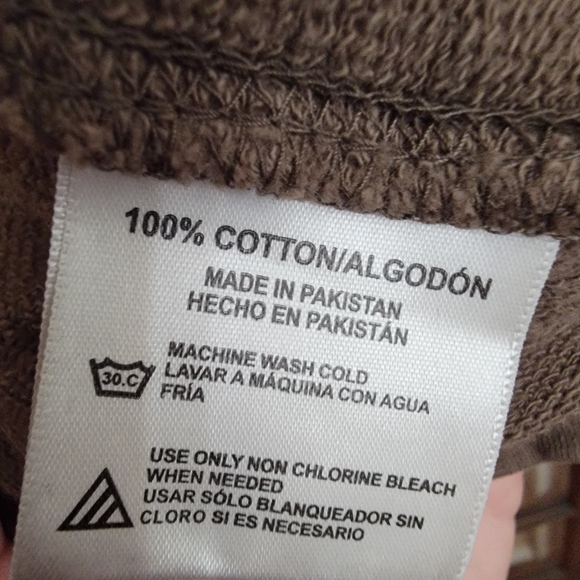 100% COTTON/ALGODÓN
MADE IN PAKISTAN
HECHO EN PAKISTÁN
30.C
MACHINE WASH COLD
LAVAR A MÁQUINA CON AGUA
FRÍA
USE ONLY NON CHLORINE BLEACH
WHEN NEEDED
USAR SÓLO BLANQUEADOR SIN
CLORO SI ES NECESARIO